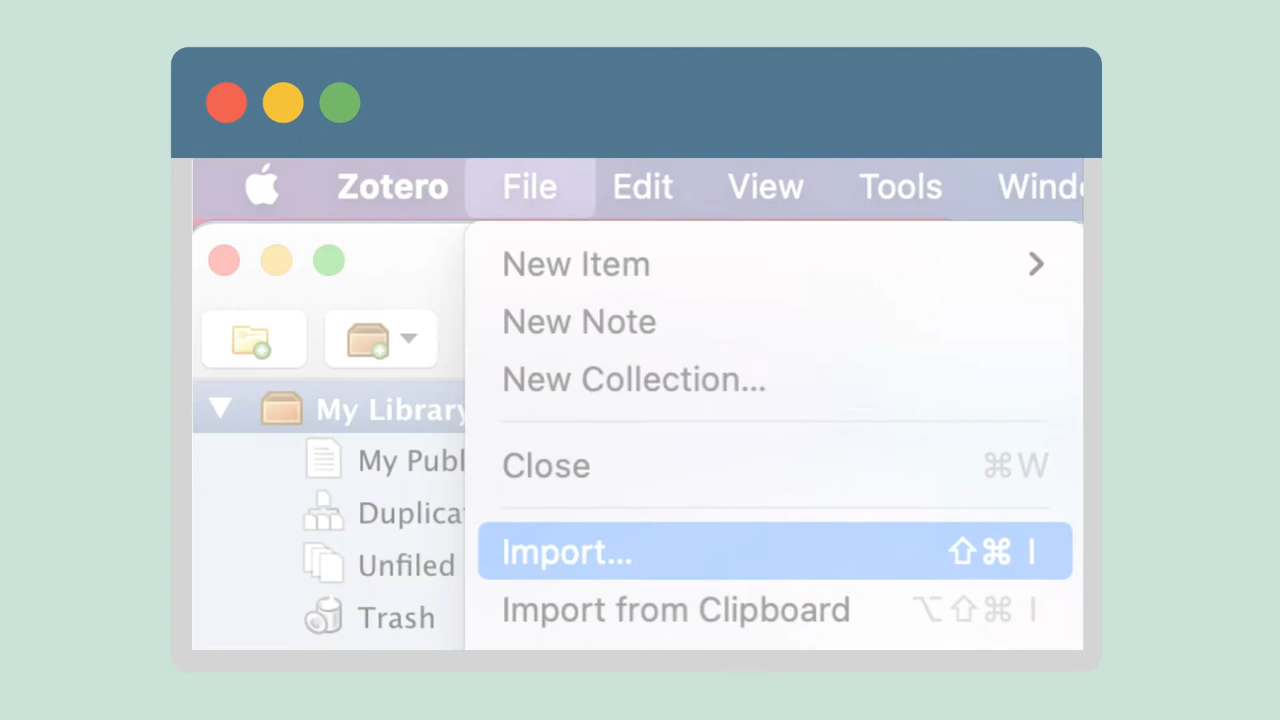 Zotero File Edit View Tools Wind
New Item
New Note
New Collection...
My Library
Close ⌘W
My Publ
Duplica
Unfiled
Import... ⇧⌘ I
Trash
Import from Clipboard ⌥⇧⌘ I